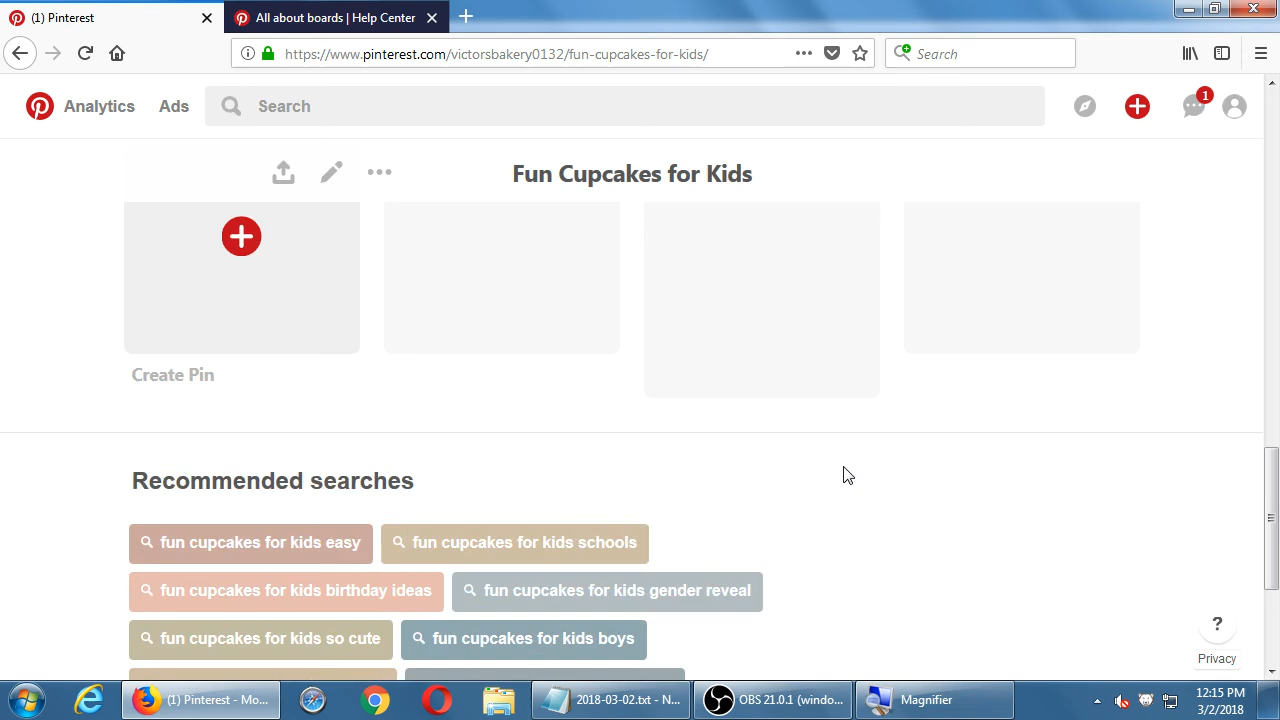 (1) Pinterest
All about boards | Help Center
https://www.pinterest.com/victorsbakery0132/fun-cupcakes-for-kids/
Search
Analytics
Ads
Search
1
Fun Cupcakes for Kids
Create Pin
Recommended searches
fun cupcakes for kids easy
fun cupcakes for kids schools
fun cupcakes for kids birthday ideas
fun cupcakes for kids gender reveal
fun cupcakes for kids so cute
fun cupcakes for kids boys
?
Privacy
(1) Pinterest - Mo...
2018-03-02.txt - N...
OBS 21.0.1 (windo...
Magnifier
12:15 PM
3/2/2018